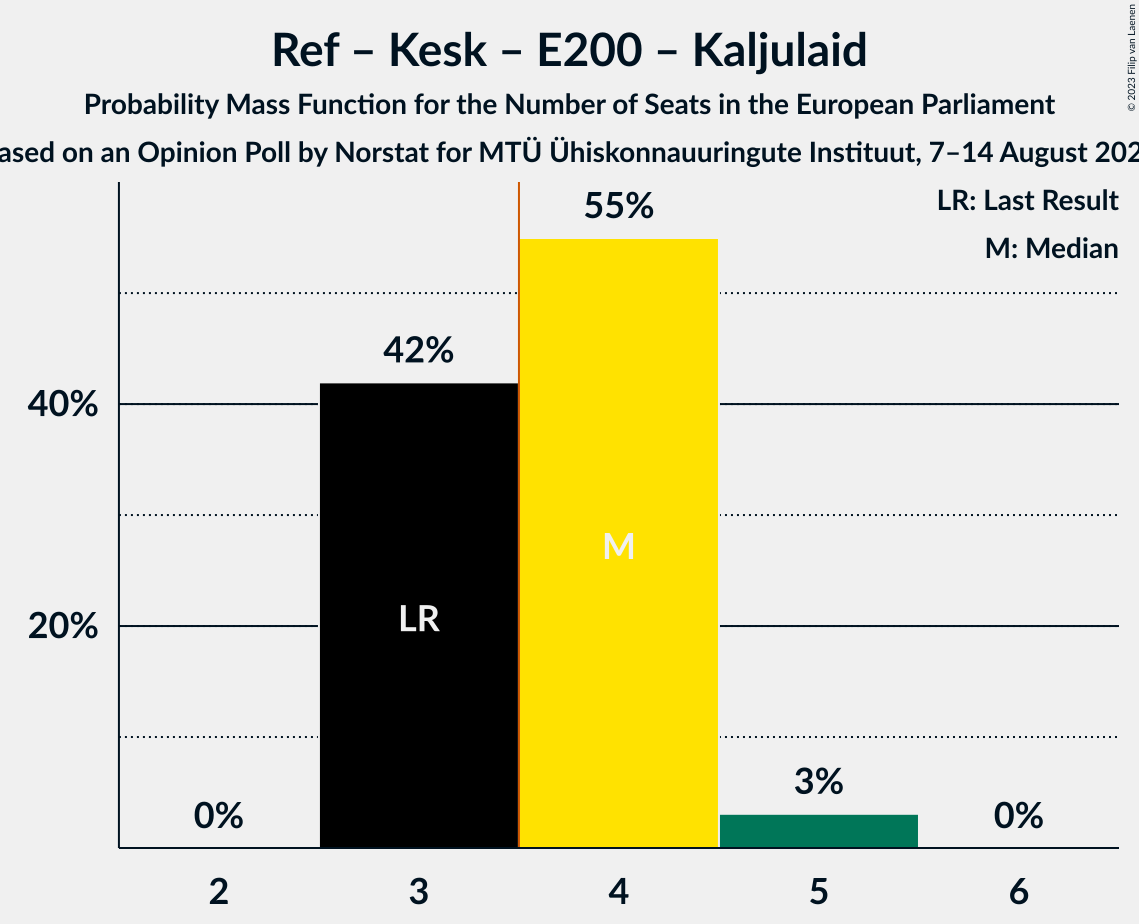 Ref – Kesk – E200 – Kaljulaid
Probability Mass Function for the Number of Seats in the European Parliament
ased on an Opinion Poll by Norstat for MTÜ Ühiskonnauuringute Instituut, 7–14 August 202
© 2023 Filip van Laenen
LR: Last Result
M: Median
55%
42%
40%
M
LR
20%
3%
0%
0%
2 3 4 5 6